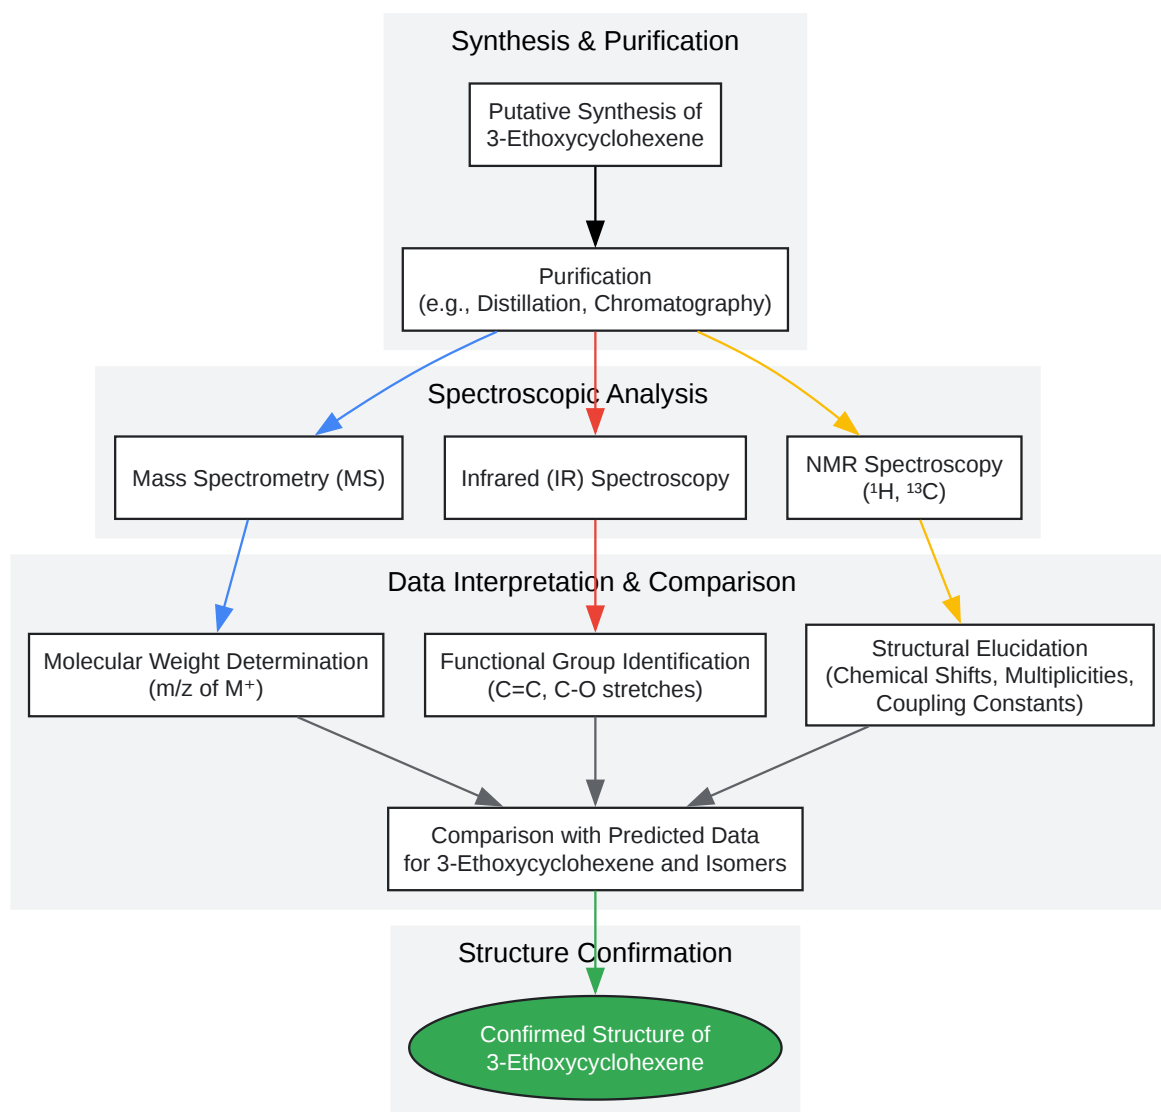 Synthesis & Purification
Putative Synthesis of
3-Ethoxycyclohexene
Purification
(e.g., Distillation, Chromatography)
Spectroscopic Analysis
Mass Spectrometry (MS)
Infrared (IR) Spectroscopy
NMR Spectroscopy
(¹H, ¹³C)
Data Interpretation & Comparison
Molecular Weight Determination
(m/z of M⁺)
Functional Group Identification
(C=C, C-O stretches)
Structural Elucidation
(Chemical Shifts, Multiplicities,
Coupling Constants)
Comparison with Predicted Data
for 3-Ethoxycyclohexene and Isomers
Structure Confirmation
Confirmed Structure of
3-Ethoxycyclohexene